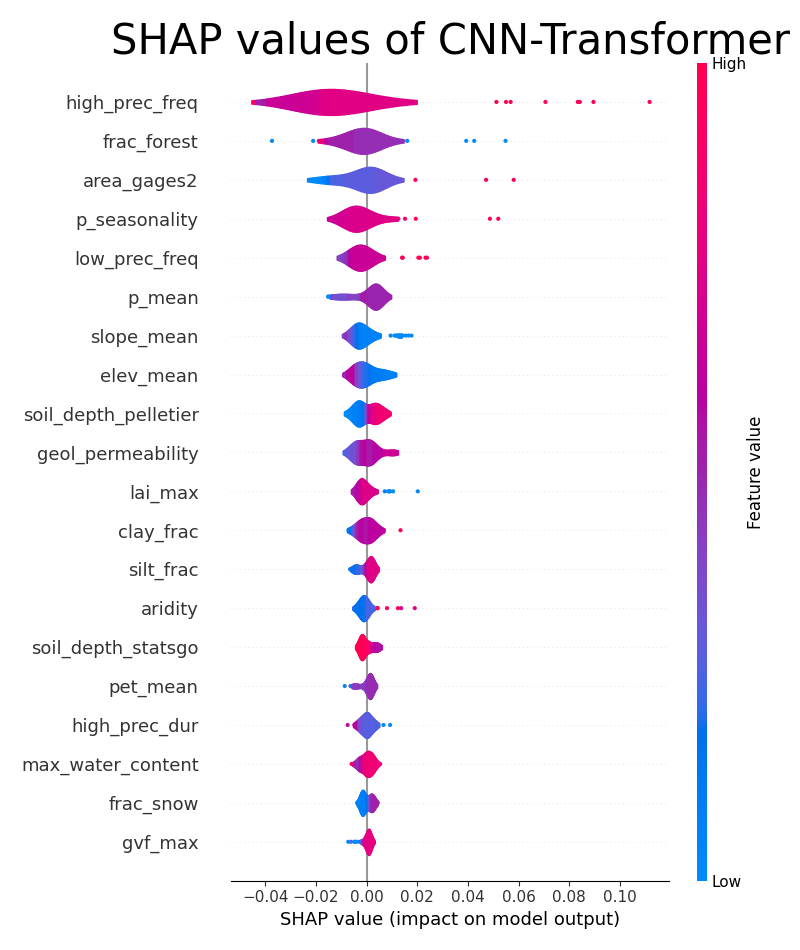 SHAP values of CNN-Transformer
High
high_prec_freq
frac_forest
area_gages2
p_seasonality
low_prec_freq
p_mean
slope_mean
elev_mean
soil_depth_pelletier
geol_permeability
lai_max
clay_frac
silt_frac
aridity
soil_depth_statsgo
pet_mean
high_prec_dur
max_water_content
frac_snow
gvf_max
Feature value
Low
−0.04 −0.02 0.00 0.02 0.04 0.06 0.08 0.10
SHAP value (impact on model output)